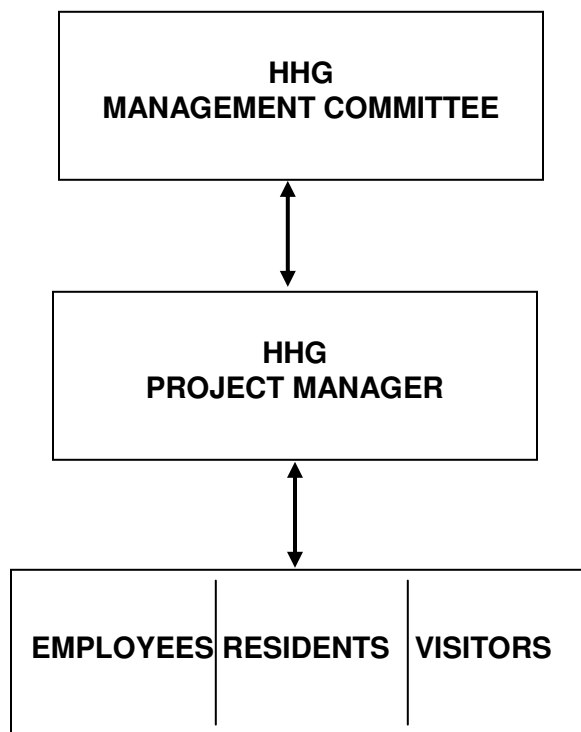 HHG
MANAGEMENT COMMITTEE
HHG
PROJECT MANAGER
EMPLOYEES RESIDENTS VISITORS